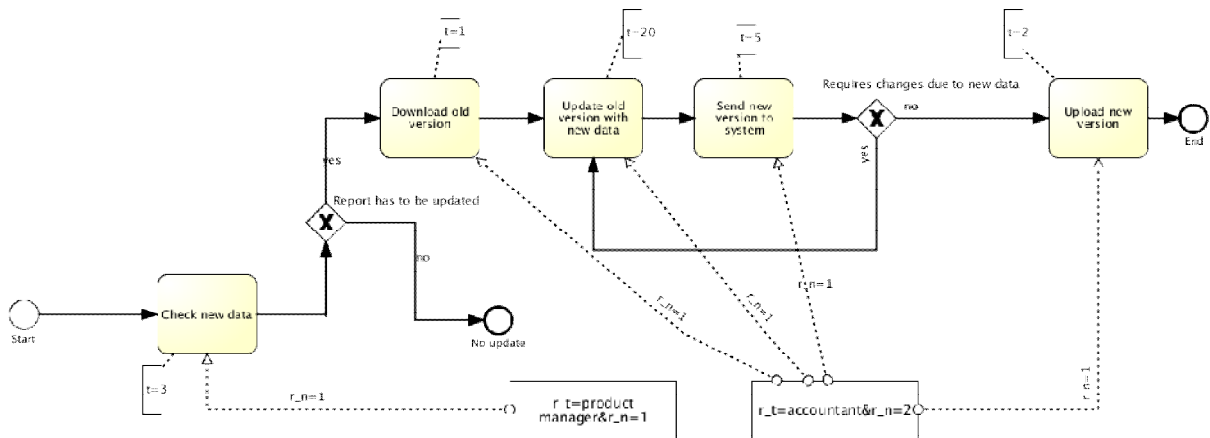 t=1
t=20
t=5
t=2
Download old
version
Update old
version with
new data
Send new
version to
system
Requires changes due to new data
no
Upload new
version
End
yes
yes
Report has to be updated
no
Check new data
Start
No update
t=3
r_n=1
r_n=1
r_n=1
r_n=1
r_n=1
r_t=product
manager&r_n=1
r_t=accountant&r_n=2